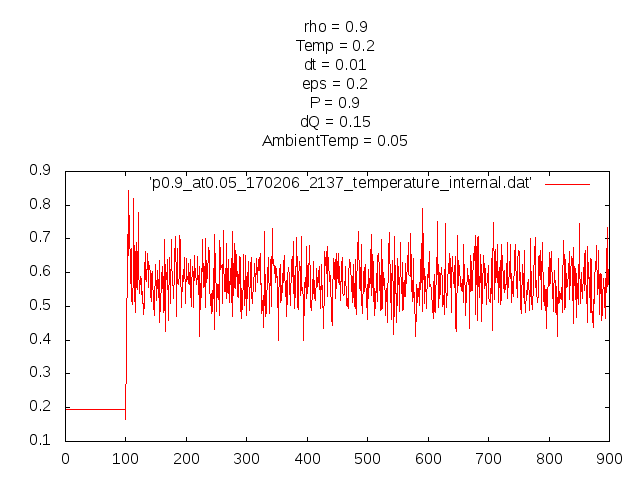 rho = 0.9
Temp = 0.2
dt = 0.01
eps = 0.2
P = 0.9
dQ = 0.15
AmbientTemp = 0.05
'p0.9_at0.05_170206_2137_temperature_internal.dat'
0.9
0.8
0.7
0.6
0.5
0.4
0.3
0.2
0.1
0 100 200 300 400 500 600 700 800 900